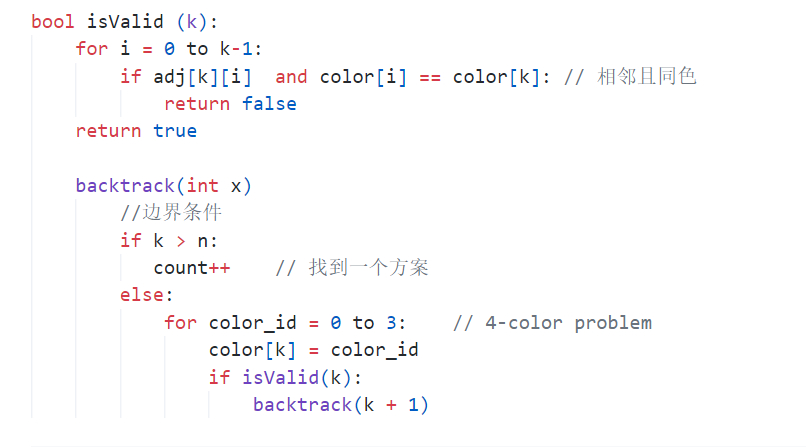 bool isValid (k):
    for i = 0 to k-1:
        if adj[k][i]  and color[i] == color[k]: // 相邻且同色
            return false
    return true
    backtrack(int x)
        //边界条件
        if k > n:
           count++    // 找到一个方案
        else:
            for color_id = 0 to 3:    // 4-color problem
                color[k] = color_id
                if isValid(k):
                    backtrack(k + 1)